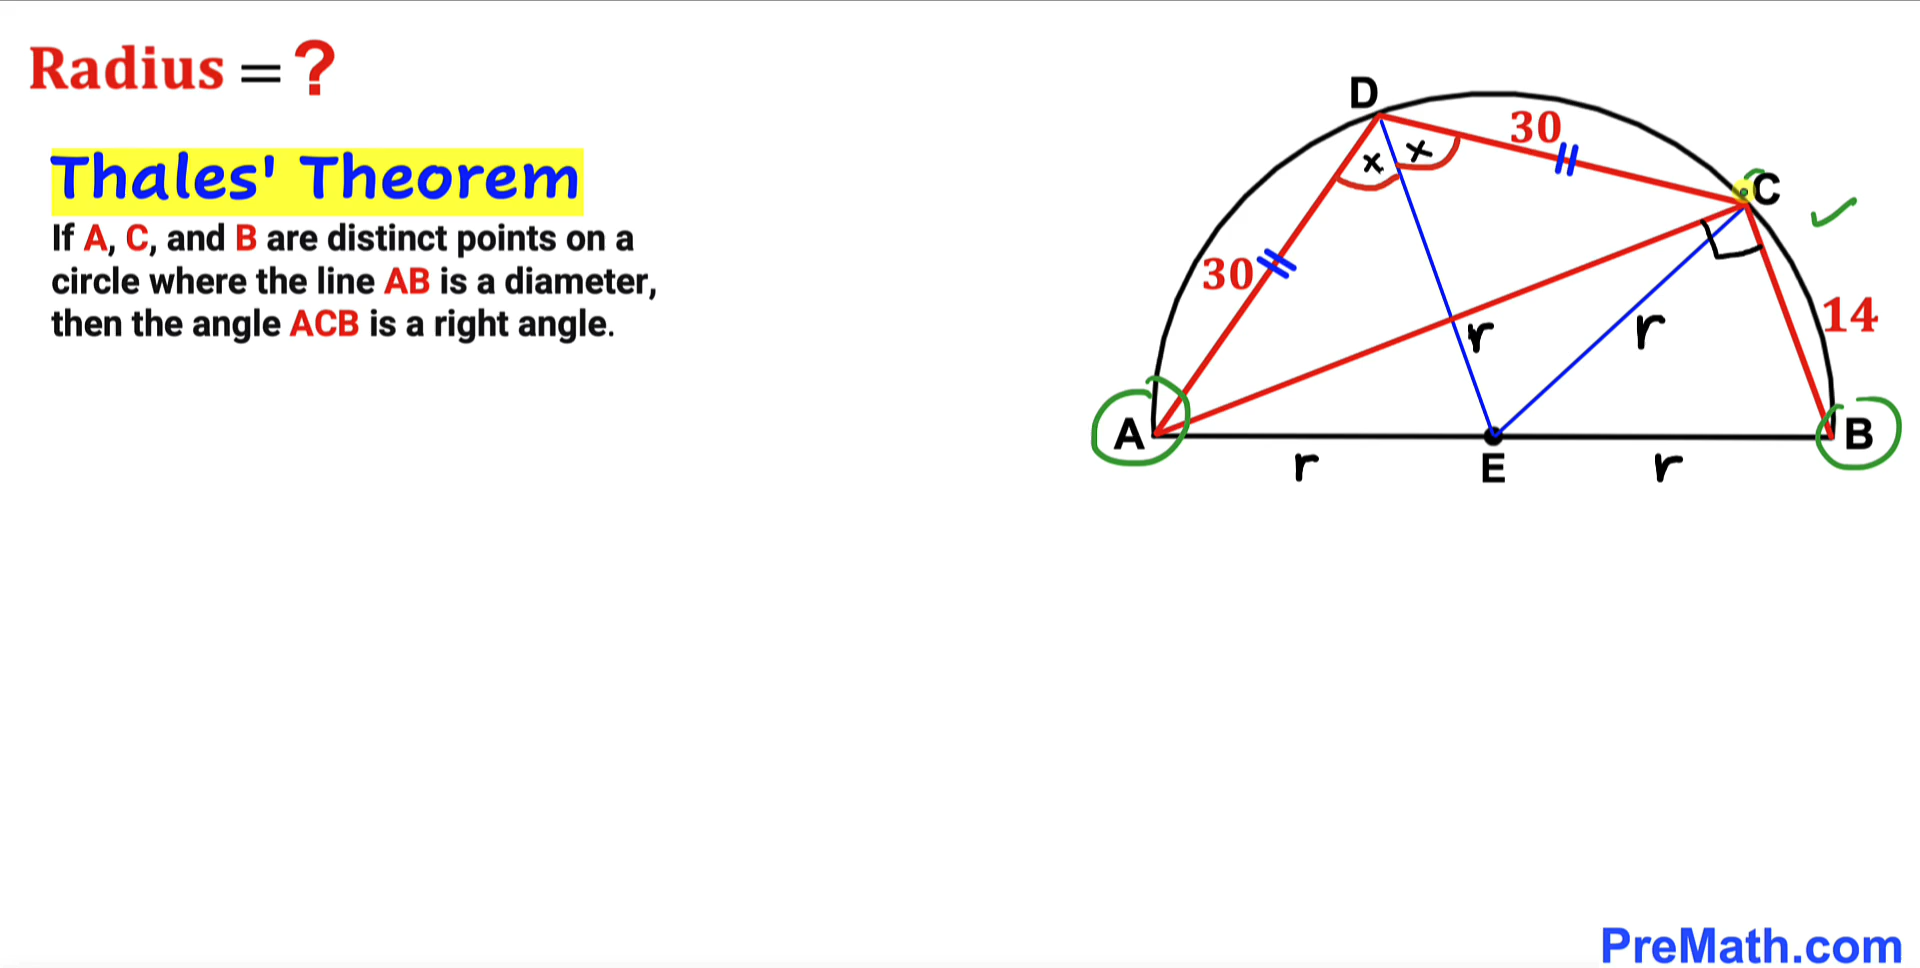 Radius = ?
Thales' Theorem
If A, C, and B are distinct points on a
circle where the line AB is a diameter,
then the angle ACB is a right angle.
D
30
x x
C
30
r
r
14
A
B
r
E
r
PreMath.com